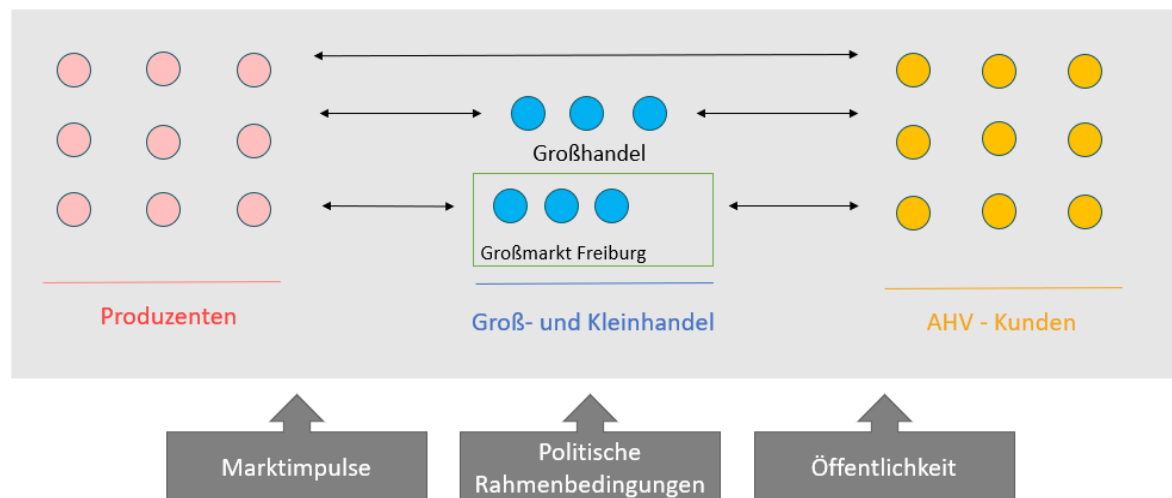 Großhandel
Großmarkt Freiburg
Produzenten
Groß- und Kleinhandel
AHV - Kunden
Marktimpulse
Politische
Rahmenbedingungen
Öffentlichkeit